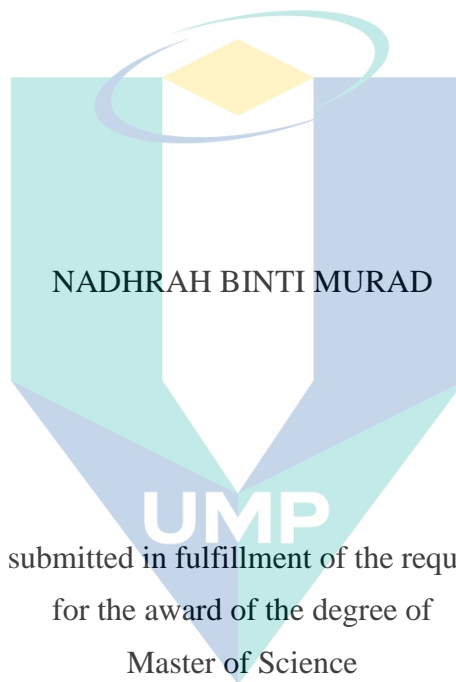 NADHRAH BINTI MURAD
UMP
submitted in fulfillment of the requ
for the award of the degree of
Master of Science